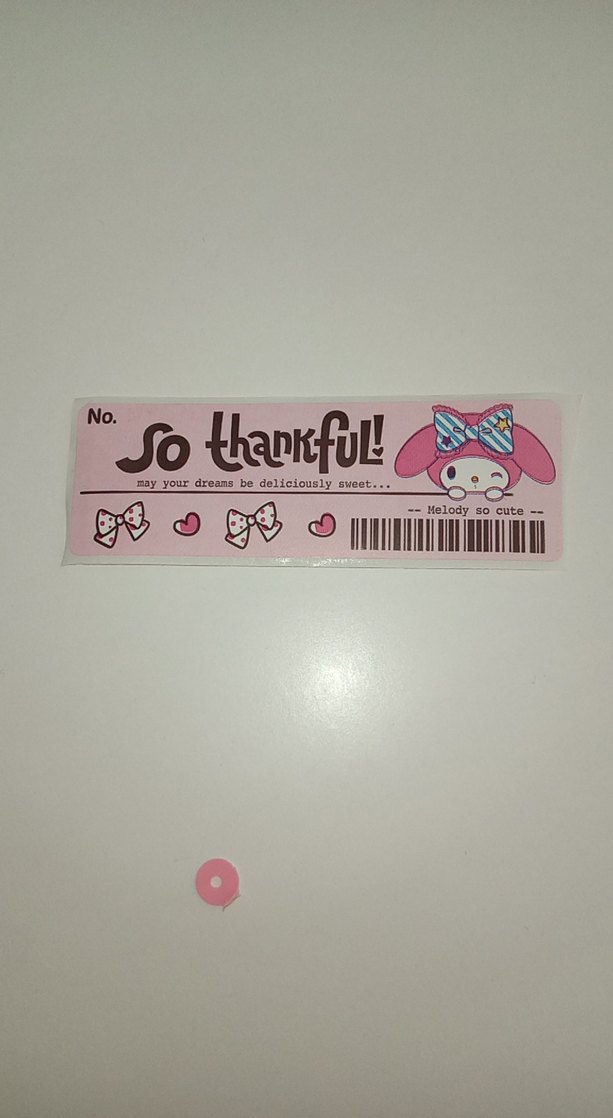 No.
so thankful!
may your dreams be deliciously sweet...
-- Melody so cute --